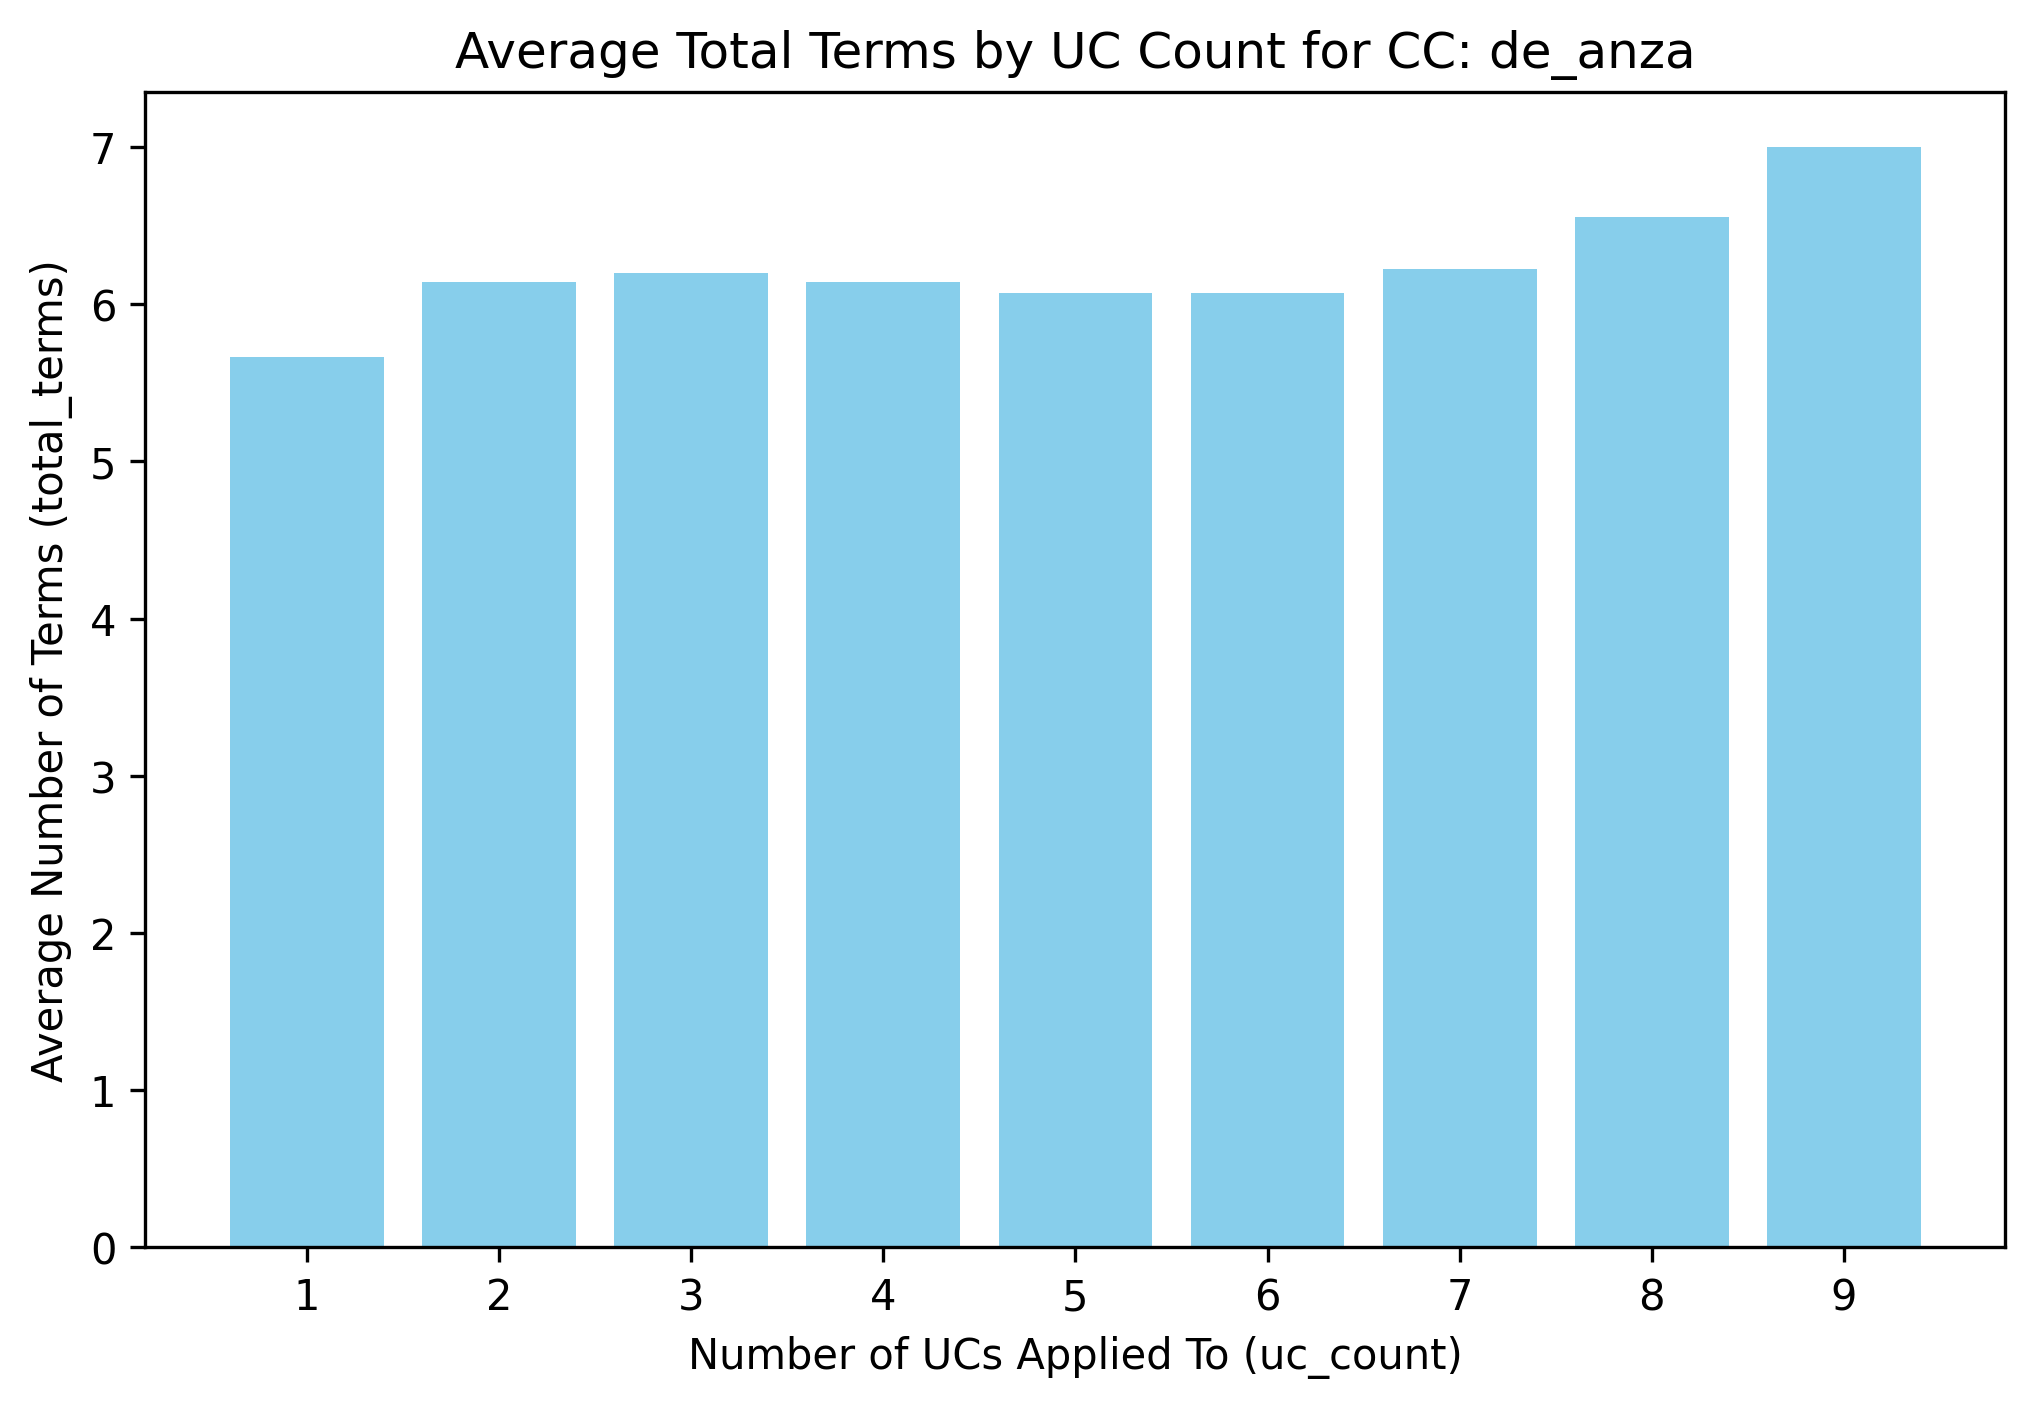 Average Total Terms by UC Count for CC: de_anza
Average Number of Terms (total_terms)
7
6
5
4
3
2
1
0
1 2 3 4 5 6 7 8 9
Number of UCs Applied To (uc_count)